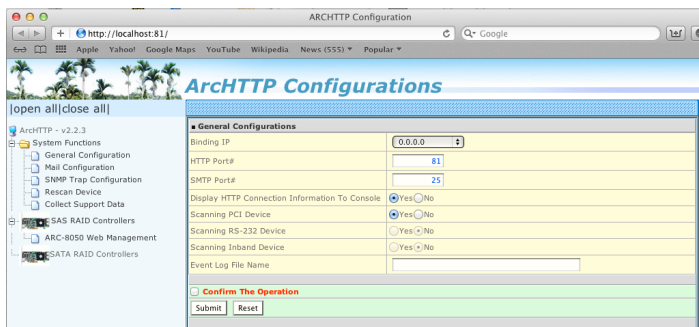 ARCHTTP Configuration
http://localhost:81/
Google
Apple Yahoo! Google Maps YouTube Wikipedia News (555) Popular
ArcHTTP Configurations
|open all|close all|
ArcHTTP - v2.2.3
System Functions
General Configuration
Mail Configuration
SNMP Trap Configuration
Rescan Device
Collect Support Data
SAS RAID Controllers
ARC-8050 Web Management
SATA RAID Controllers
General Configurations
Binding IP 0.0.0.0
HTTP Port# 81
SMTP Port# 25
Display HTTP Connection Information To Console Yes No
Scanning PCI Device Yes No
Scanning RS-232 Device Yes No
Scanning Inband Device Yes No
Event Log File Name
Confirm The Operation
Submit Reset